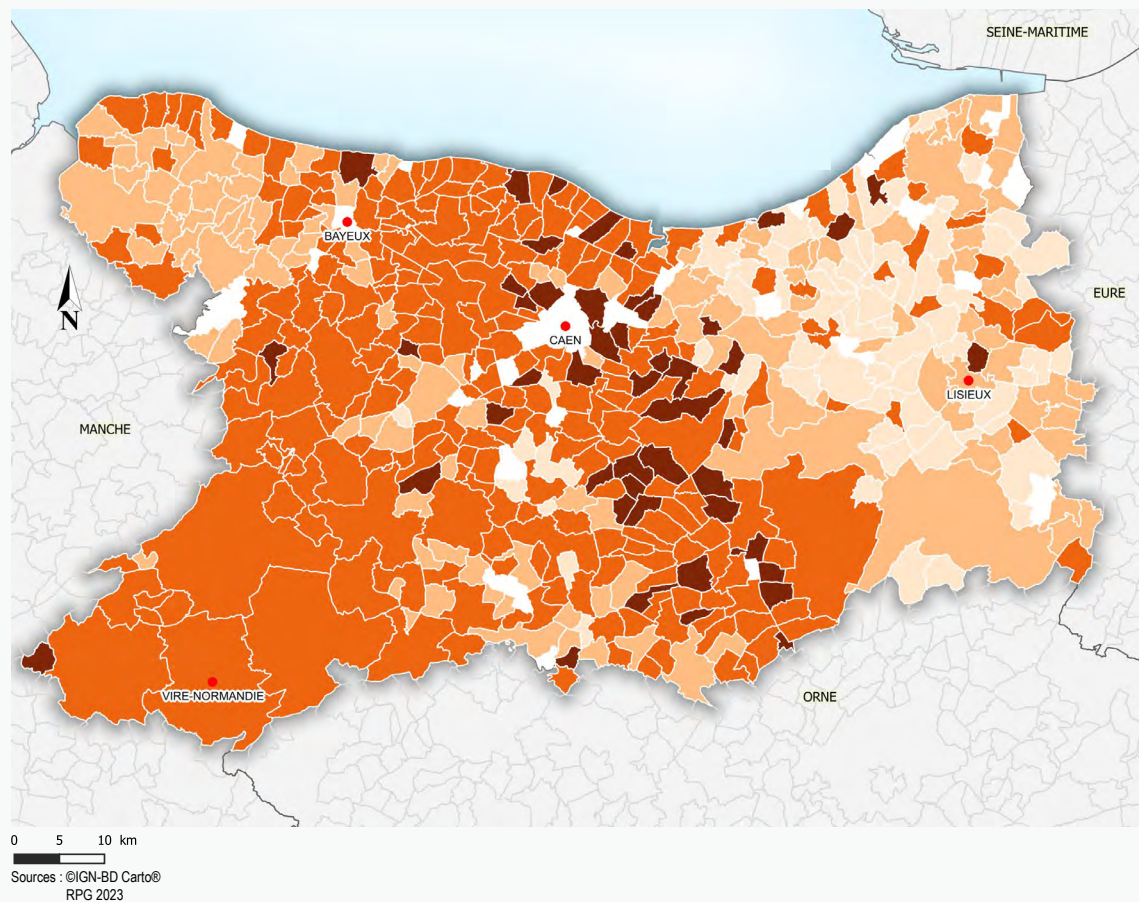 SEINE-MARITIME
BAYEUX
EURE
N
CAEN
LISIEUX
MANCHE
VIRE-NORMANDIE
ORNE
0 5 10 km
Sources : ©IGN-BD Carto®
RPG 2023